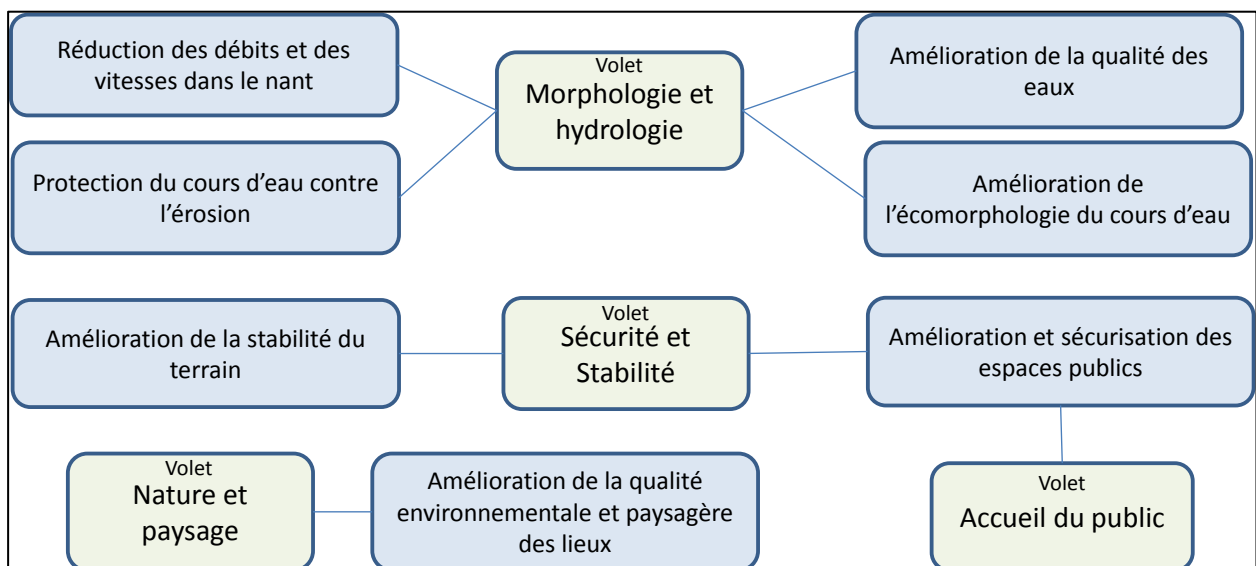 Réduction des débits et des
vitesses dans le nant
Volet
Morphologie et
hydrologie
Amélioration de la qualité des
eaux
Protection du cours d'eau contre
l'érosion
Amélioration de
l'écomorphologie du cours d'eau
Amélioration de la stabilité du
terrain
Volet
Sécurité et
Stabilité
Amélioration et sécurisation des
espaces publics
Volet
Nature et
paysage
Amélioration de la qualité
environnementale et paysagère
des lieux
Volet
Accueil du public